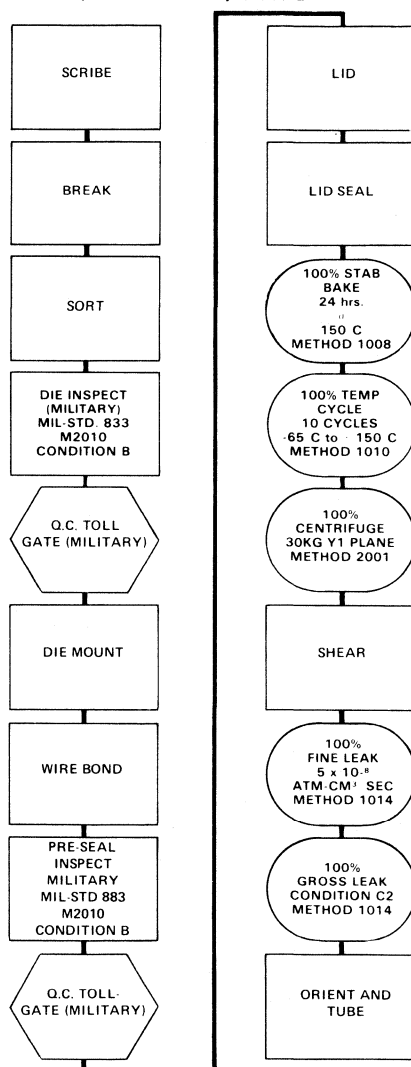 SCRIBE
BREAK
SORT
DIE INSPECT
(MILITARY)
MIL-STD. 833
M2010
CONDITION B
Q.C. TOLL
GATE (MILITARY)
DIE MOUNT
WIRE BOND
PRE-SEAL
INSPECT
MILITARY
MIL-STD 883
M2010
CONDITION B
Q.C. TOLL-
GATE (MILITARY)
LID
LID SEAL
100% STAB
BAKE
24 hrs.
150 C
METHOD 1008
100% TEMP
CYCLE
10 CYCLES
-65 C to 150 C
METHOD 1010
100%
CENTRIFUGE
30KG Y1 PLANE
METHOD 2001
SHEAR
100%
FINE LEAK
5 x 10-⁸
ATM-CM³ SEC
METHOD 1014
100%
GROSS LEAK
CONDITION C2
METHOD 1014
ORIENT AND
TUBE